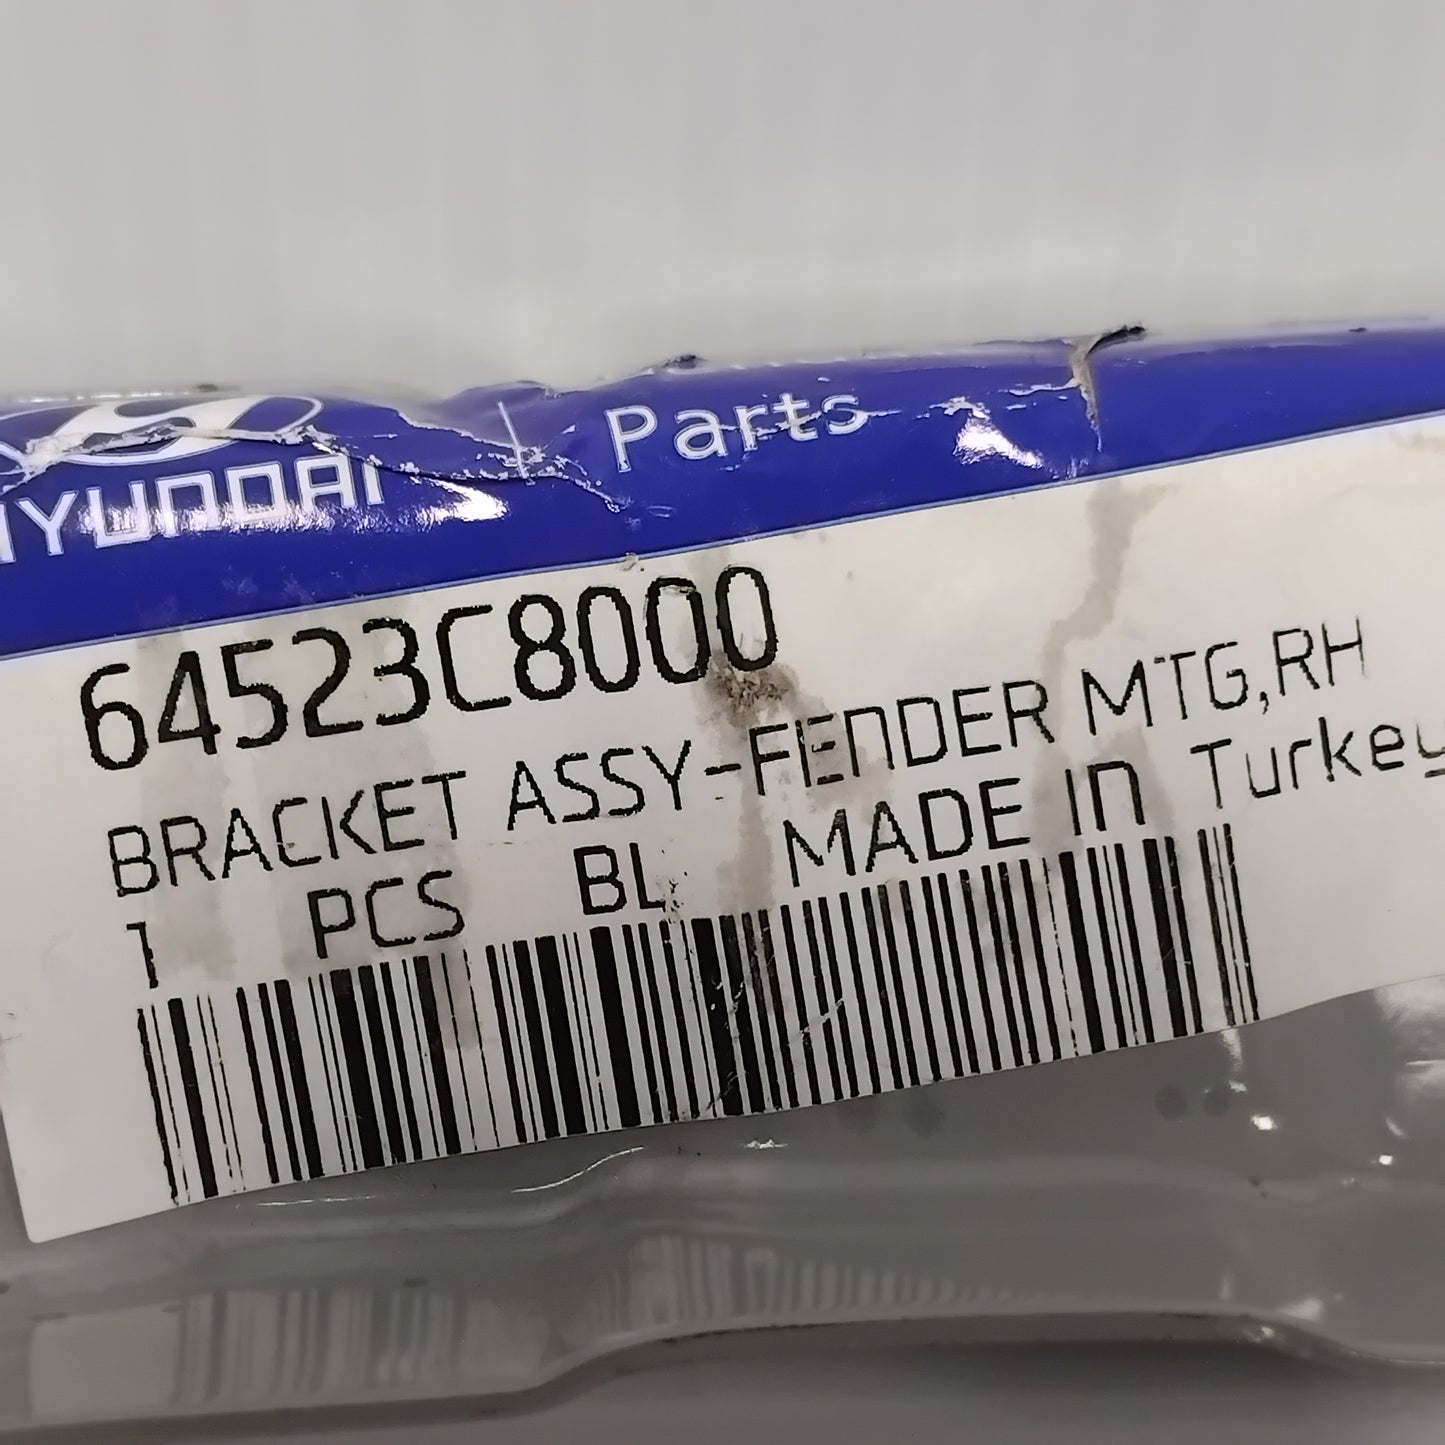 HYUNDAI | Parts
64523C8000
BRACKET ASSY-FENDER MTG,RH
1 PCS BL MADE IN Turkey